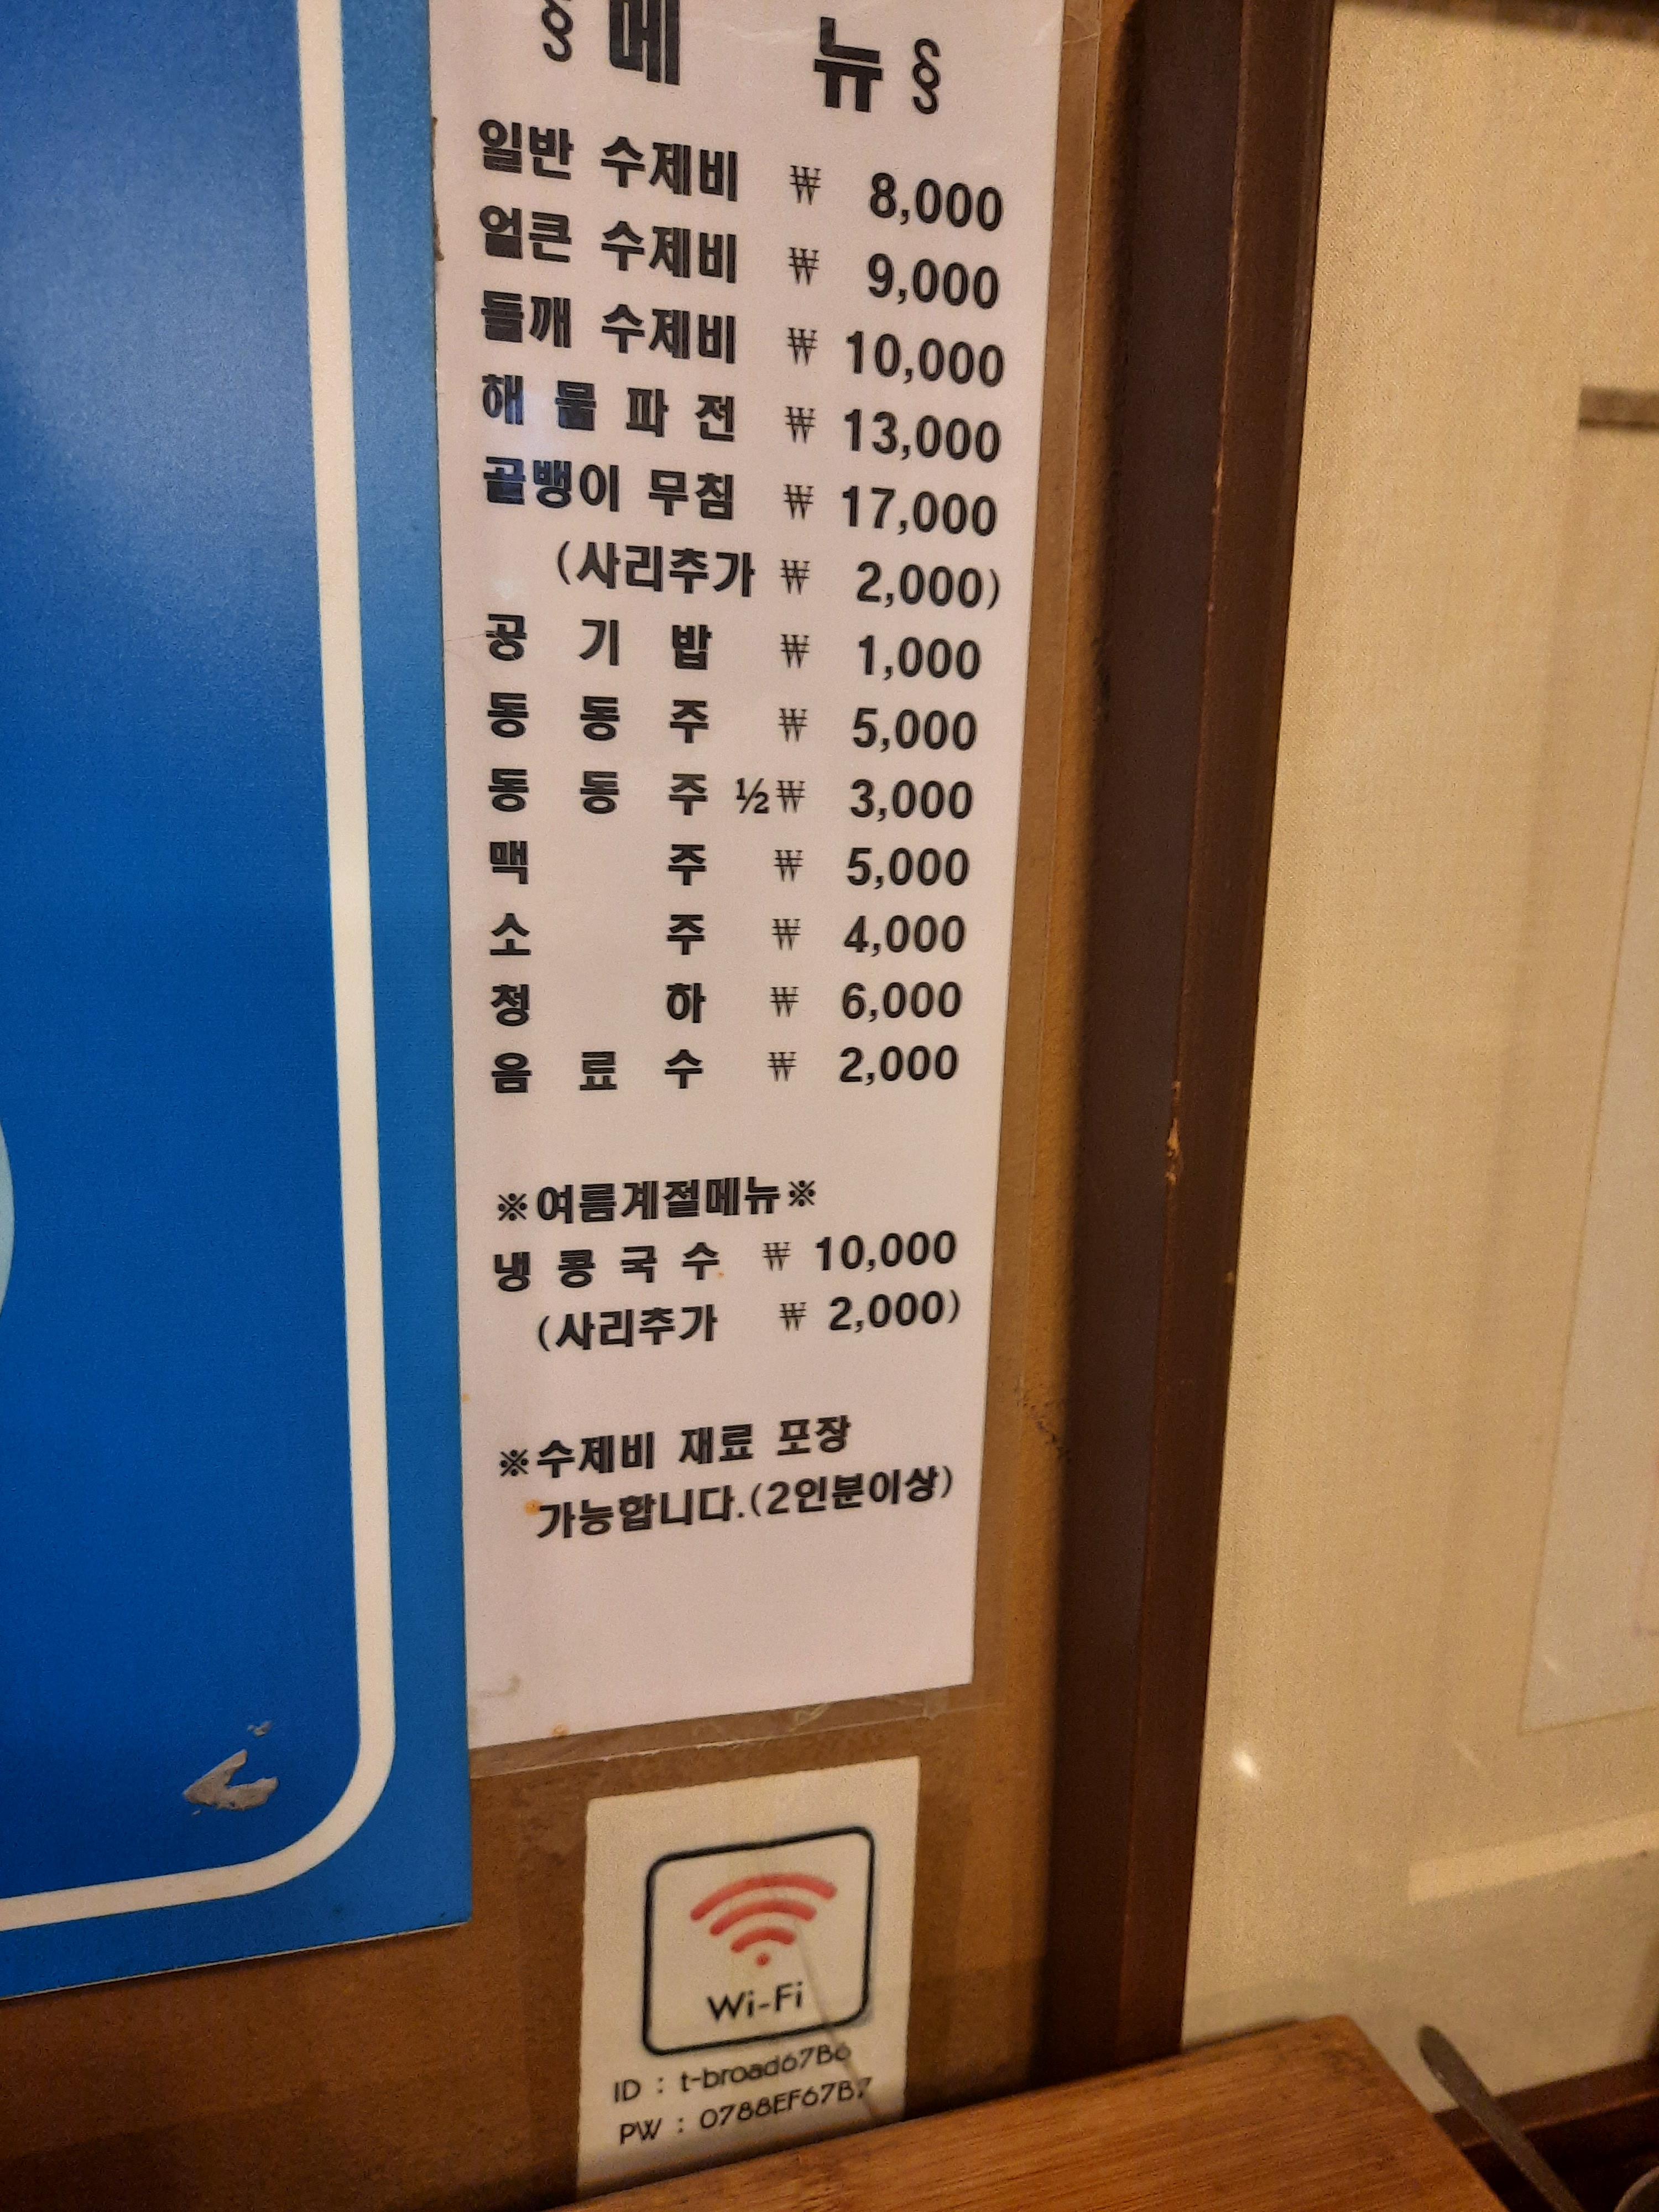 §메 뉴§
일반 수제비 ₩ 8,000
얼큰 수제비 ₩ 9,000
들깨 수제비 ₩ 10,000
해 물 파 전 ₩ 13,000
골뱅이 무침 ₩ 17,000
(사리추가 ₩ 2,000)
공 기 밥 ₩ 1,000
동 동 주 ₩ 5,000
동 동 주 ½₩ 3,000
맥 주 ₩ 5,000
소 주 ₩ 4,000
청 하 ₩ 6,000
음 료 수 ₩ 2,000
※여름계절메뉴※
냉 콩 국 수 ₩ 10,000
(사리추가 ₩ 2,000)
※수제비 재료 포장
가능합니다.(2인분이상)
Wi-Fi
ID : t-broad67B6
PW : 0788EF67B7